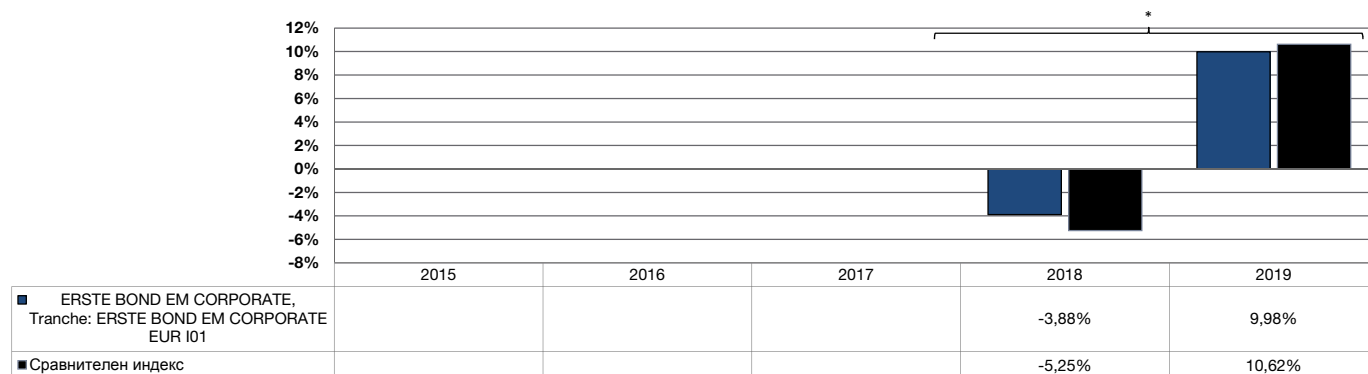 *
12%
10%
8%
6%
4%
2%
0%
-2%
-4%
-6%
-8%
2015 2016 2017 2018 2019
ERSTE BOND EM CORPORATE,
Tranche: ERSTE BOND EM CORPORATE
EUR I01
-3,88% 9,98%
Сравнителен индекс -5,25% 10,62%